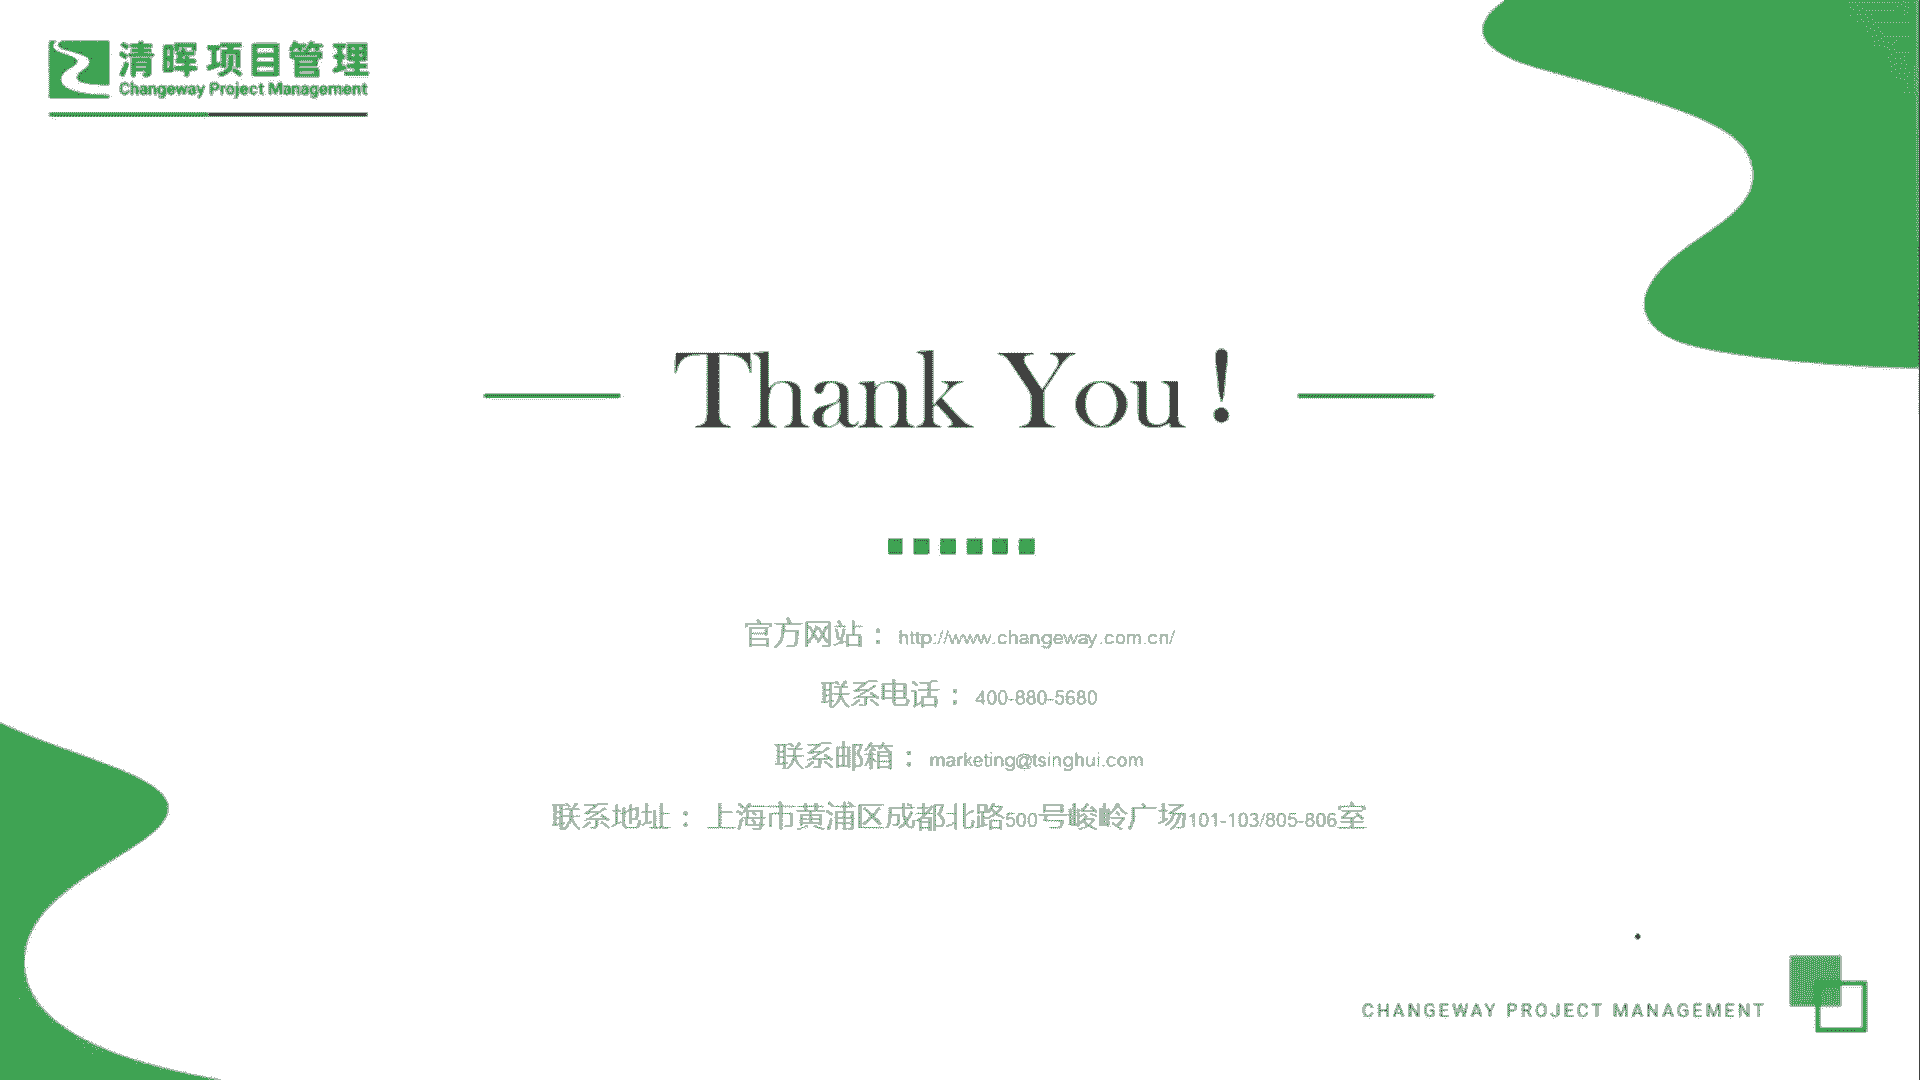 清晖项目管理
Changeway Project Management
Thank You !
官方网站： http://www.changeway.com.cn/
联系电话： 400-880-5680
联系邮箱： marketing@tsinghui.com
联系地址： 上海市黄浦区成都北路500号峻岭广场101-103/805-806室
CHANGEWAY PROJECT MANAGEMENT